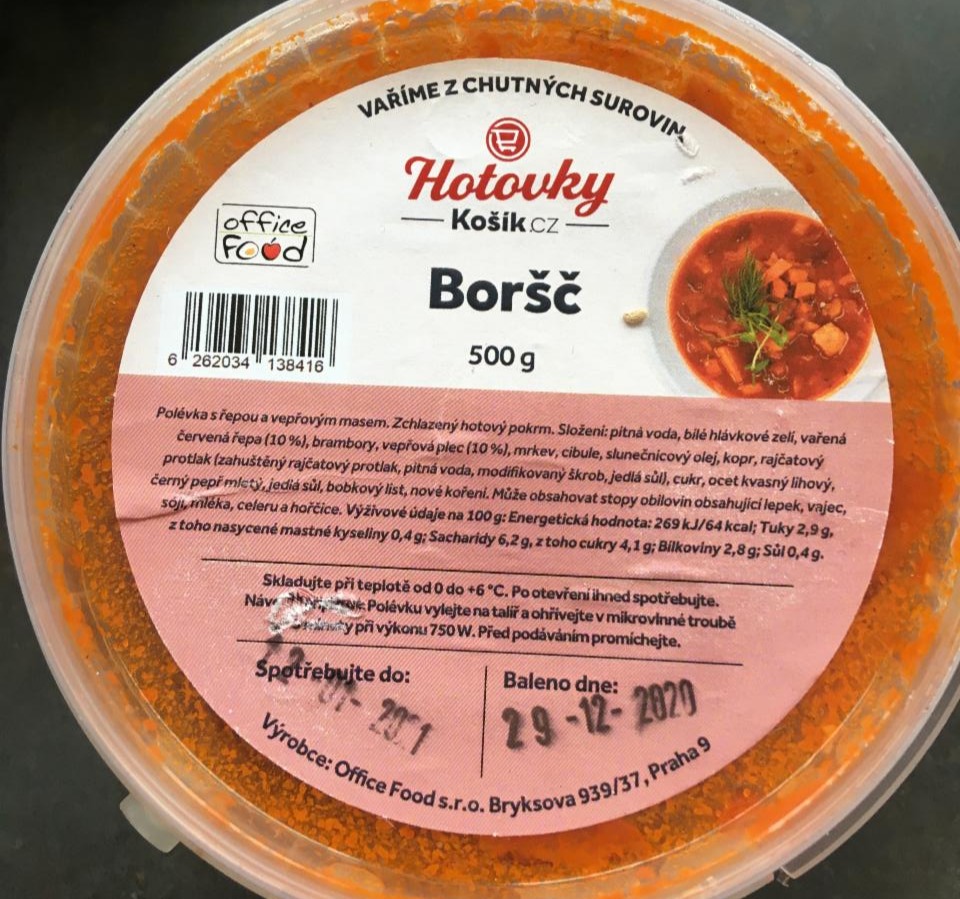 VAŘÍME Z CHUTNÝCH SUROVIN
Hotovky
Košík.CZ
office
food
Boršč
500 g
6 262034 138416
Polévka s řepou a vepřovým masem. Zchlazený hotový pokrm. Složení: pitná voda, bílé hlávkové zelí, vařená
červená řepa (10 %), brambory, vepřová plec (10 %), mrkev, cibule, slunečnicový olej, kopr, rajčatový
protlak (zahuštěný rajčatový protlak, pitná voda, modifikovaný škrob, jedlá sůl), cukr, ocet kvasný lihový,
černý pepř mletý, jedlá sůl, bobkový list, nové koření. Může obsahovat stopy obilovin obsahující lepek, vajec,
sóji, mléka, celeru a hořčice. Výživové údaje na 100 g: Energetická hodnota: 269 kJ/64 kcal; Tuky 2,9 g,
z toho nasycené mastné kyseliny 0,4 g; Sacharidy 6,2 g, z toho cukry 4,1 g; Bílkoviny 2,8 g; Sůl 0,4 g.
Skladujte při teplotě od 0 do +6 °C. Po otevření ihned spotřebujte.
Polévku vylejte na talíř a ohřívejte v mikrovlnné troubě
při výkonu 750 W. Před podáváním promíchejte.
Spotřebujte do:
Baleno dne:
29-12-2020
Výrobce: Office Food s.r.o. Bryksova 939/37, Praha 9